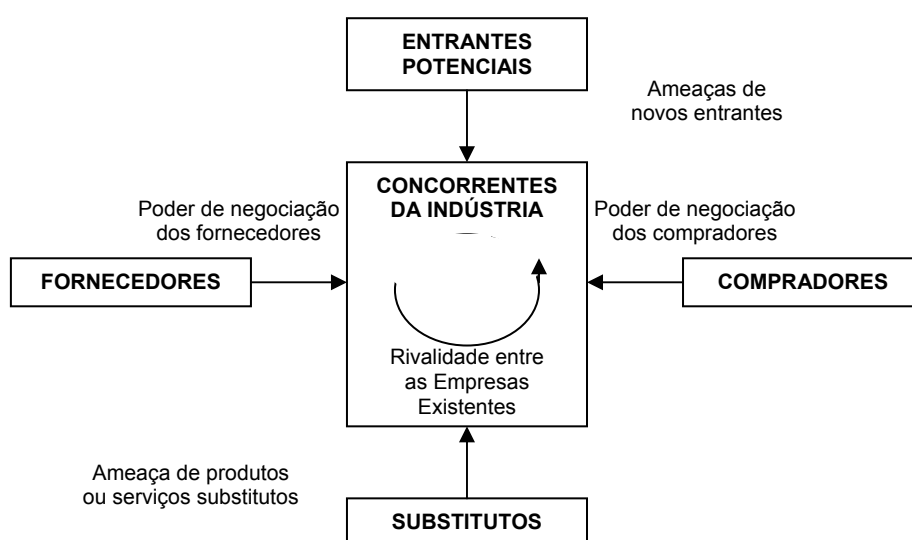 ENTRANTES
POTENCIAIS
Ameaças de
novos entrantes
CONCORRENTES
DA INDÚSTRIA
Poder de negociação
dos fornecedores
Poder de negociação
dos compradores
FORNECEDORES
COMPRADORES
Rivalidade entre
as Empresas
Existentes
Ameaça de produtos
ou serviços substitutos
SUBSTITUTOS